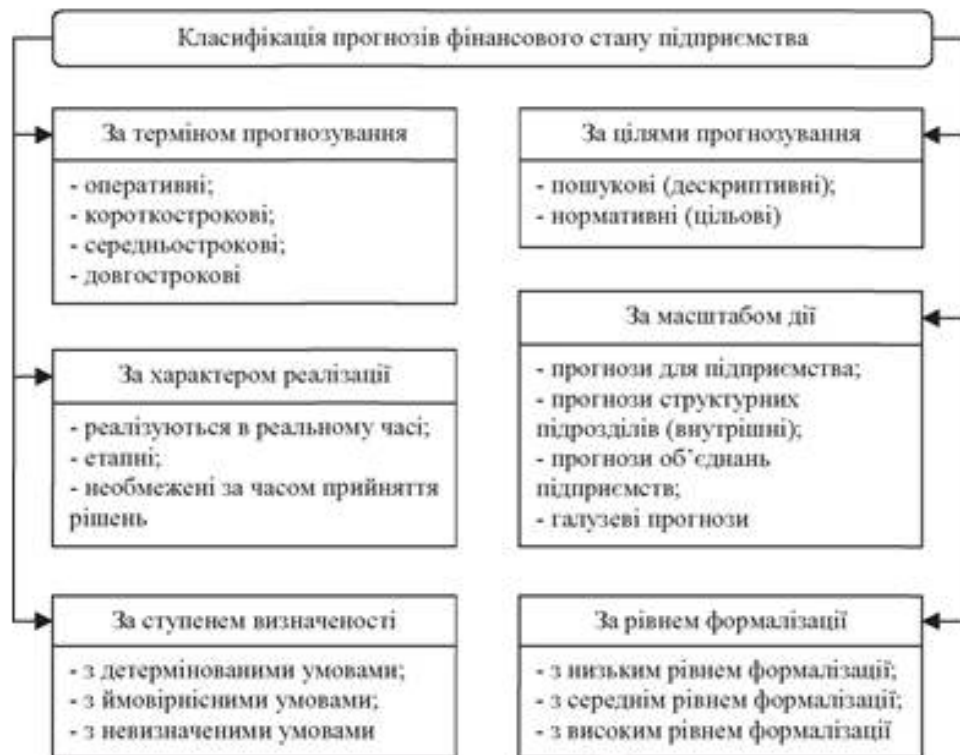 Класифікація прогнозів фінансового стану підприємства
За терміном прогнозування
- оперативні;
- короткострокові;
- середньострокові;
- довгострокові
За цілями прогнозування
- пошукові (дескриптивні);
- нормативні (цільові)
За масштабом дії
- прогнози для підприємства;
- прогнози структурних
підрозділів (внутрішні);
- прогнози об’єднань
підприємств;
- галузеві прогнози
За характером реалізації
- реалізуються в реальному часі;
- етапні;
- необмежені за часом прийняття
рішень
За ступенем визначеності
- з детермінованими умовами;
- з ймовірнісними умовами;
- з невизначеними умовами
За рівнем формалізації
- з низьким рівнем формалізації;
- з середнім рівнем формалізації;
- з високим рівнем формалізації